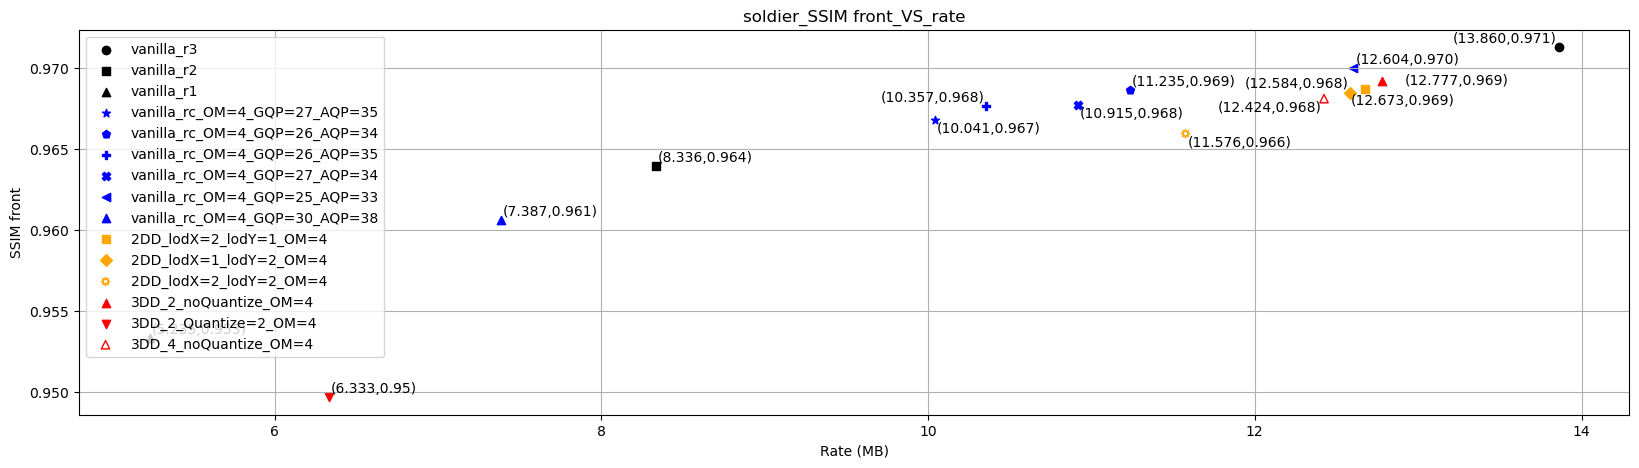 soldier_SSIM front_VS_rate
SSIM front
0.970
0.965
0.960
0.955
0.950
vanilla_r3
vanilla_r2
vanilla_r1
vanilla_rc_OM=4_GQP=27_AQP=35
vanilla_rc_OM=4_GQP=26_AQP=34
vanilla_rc_OM=4_GQP=26_AQP=35
vanilla_rc_OM=4_GQP=27_AQP=34
vanilla_rc_OM=4_GQP=25_AQP=33
vanilla_rc_OM=4_GQP=30_AQP=38
2DD_lodX=2_lodY=1_OM=4
2DD_lodX=1_lodY=2_OM=4
2DD_lodX=2_lodY=2_OM=4
3DD_2_noQuantize_OM=4
3DD_2_Quantize=2_OM=4
3DD_4_noQuantize_OM=4
(13.860,0.971)
(12.604,0.970)
(11.235,0.969)
(12.584,0.968)
(12.777,0.969)
(10.357,0.968)
(12.673,0.969)
(12.424,0.968)
(10.915,0.968)
(10.041,0.967)
(11.576,0.966)
(8.336,0.964)
(7.387,0.961)
(6.333,0.95)
6
8
10
12
14
Rate (MB)